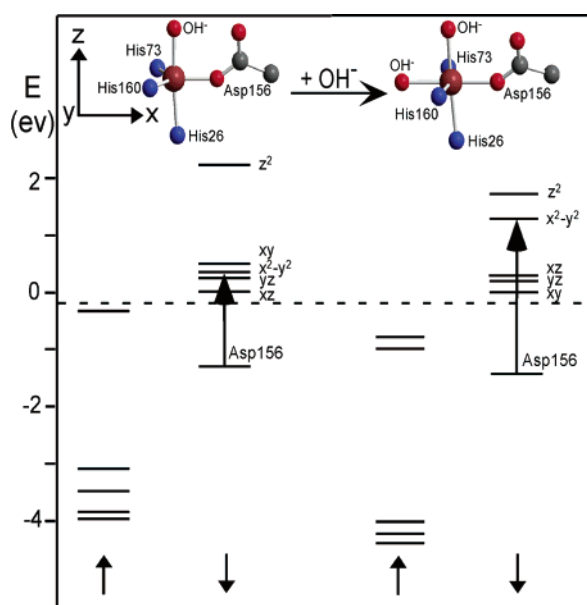 OH⁻
z
His73
His160
Asp156
y
x
His26
+ OH⁻
OH⁻
OH⁻
His73
Asp156
His160
His26
E
(ev)
2
0
-2
-4
z²
xy
x²-y²
yz
xz
Asp156
z²
x²-y²
xz
yz
xy
Asp156